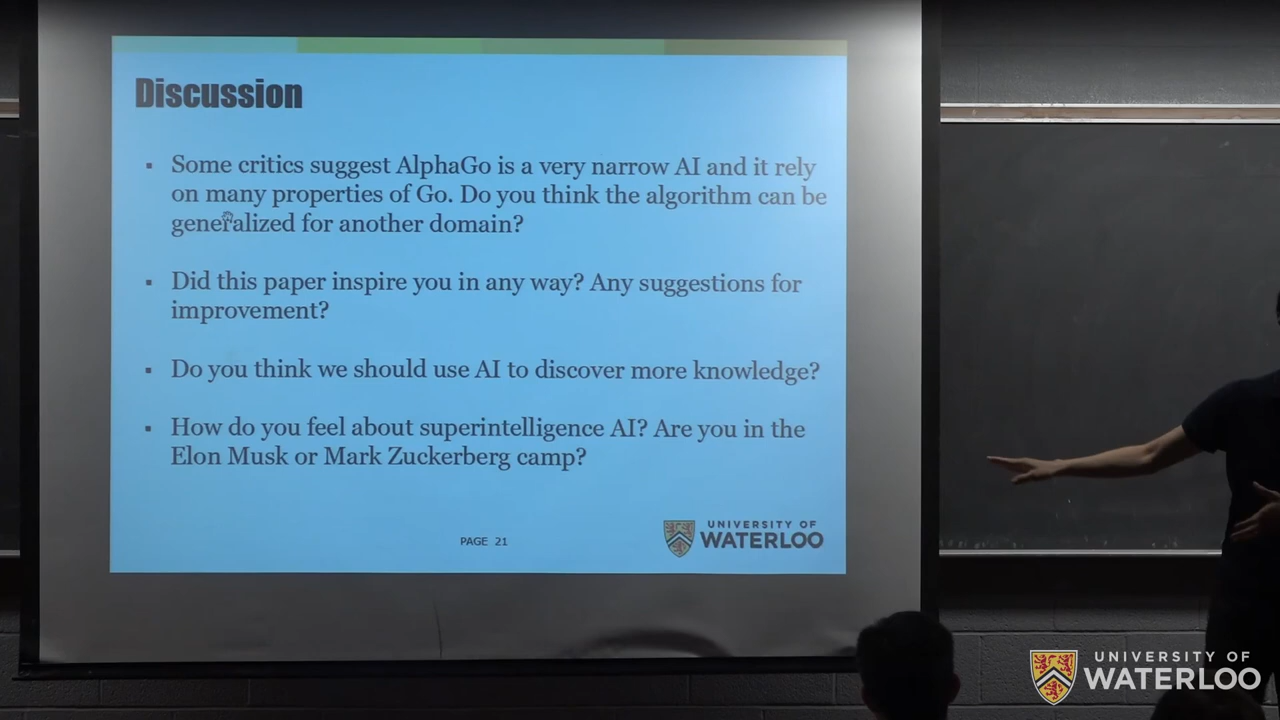 Discussion
▪ Some critics suggest AlphaGo is a very narrow AI and it rely
on many properties of Go. Do you think the algorithm can be
generalized for another domain?
▪ Did this paper inspire you in any way? Any suggestions for
improvement?
▪ Do you think we should use AI to discover more knowledge?
▪ How do you feel about superintelligence AI? Are you in the
Elon Musk or Mark Zuckerberg camp?
PAGE 21
UNIVERSITY OF
WATERLOO
UNIVERSITY OF
WATERLOO